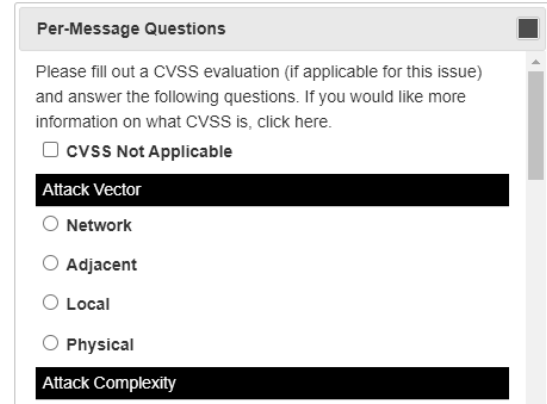 Per-Message Questions
Please fill out a CVSS evaluation (if applicable for this issue)
and answer the following questions. If you would like more
information on what CVSS is, click here.
CVSS Not Applicable
Attack Vector
Network
Adjacent
Local
Physical
Attack Complexity